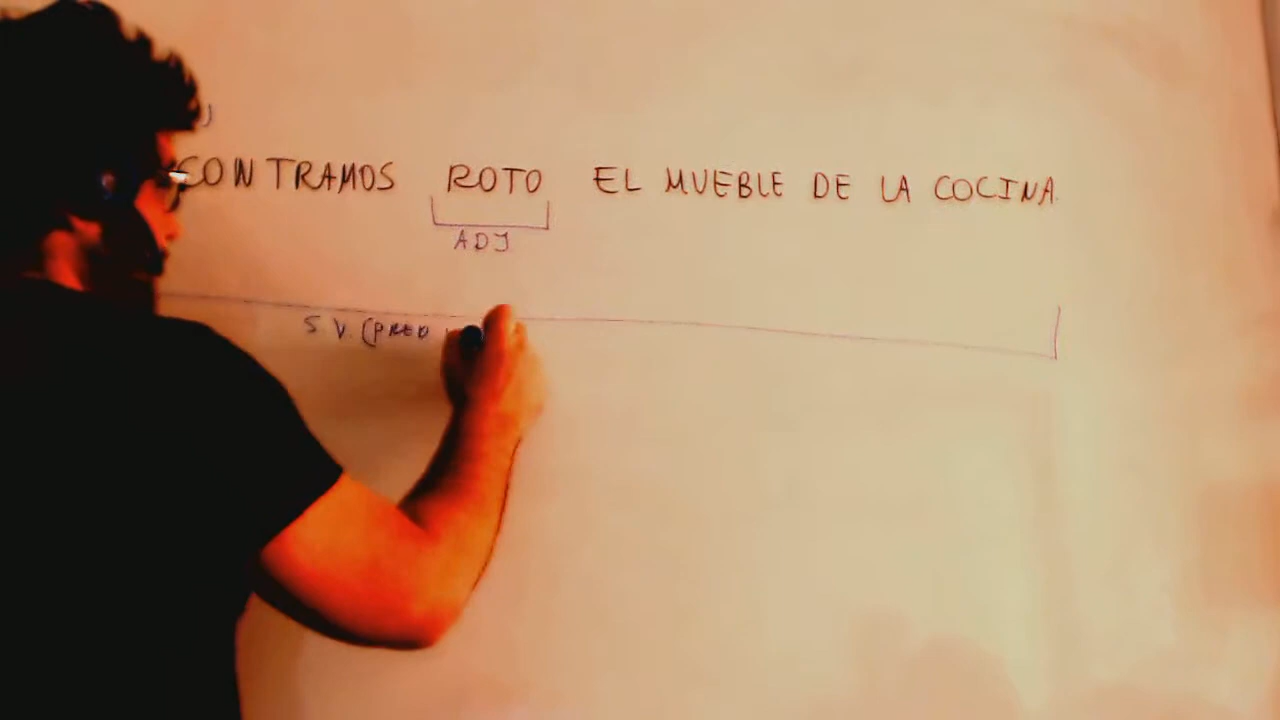 CONTRAMOS ROTO EL MUEBLE DE LA COCINA.
ADJ
S V. (PRED